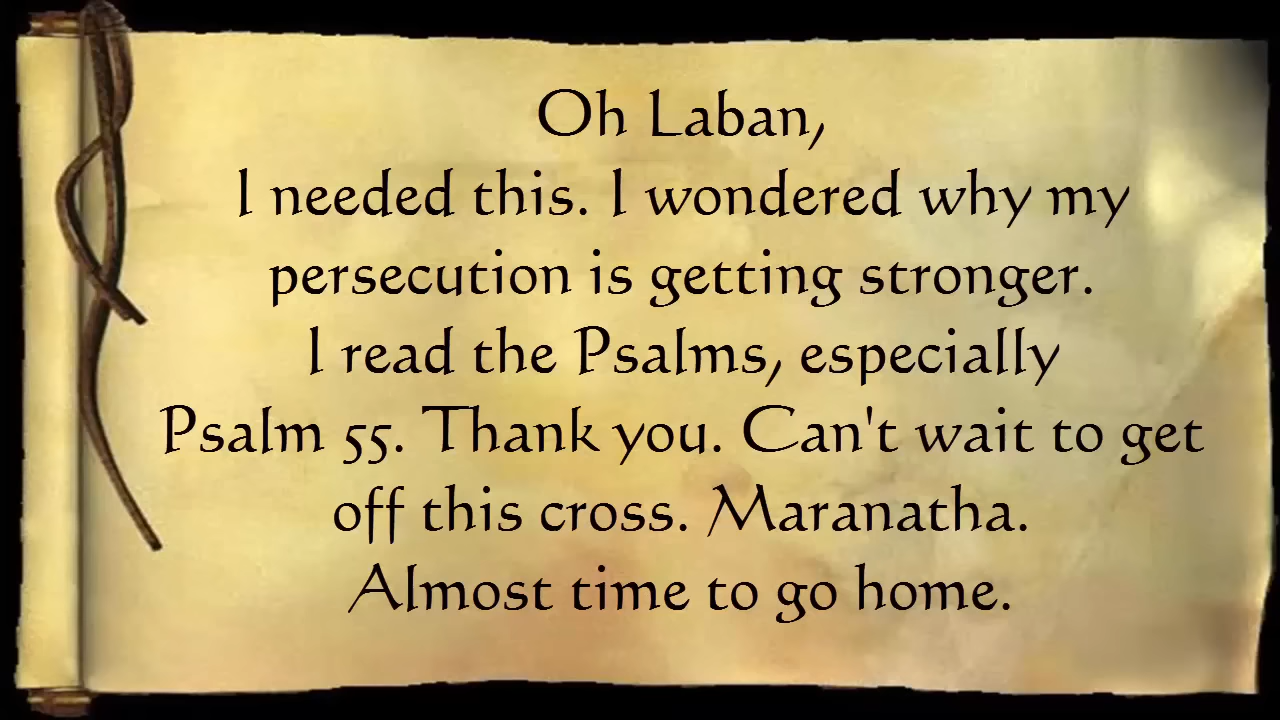 Oh Laban,
I needed this. I wondered why my
persecution is getting stronger.
I read the Psalms, especially
Psalm 55. Thank you. Can't wait to get
off this cross. Maranatha.
Almost time to go home.